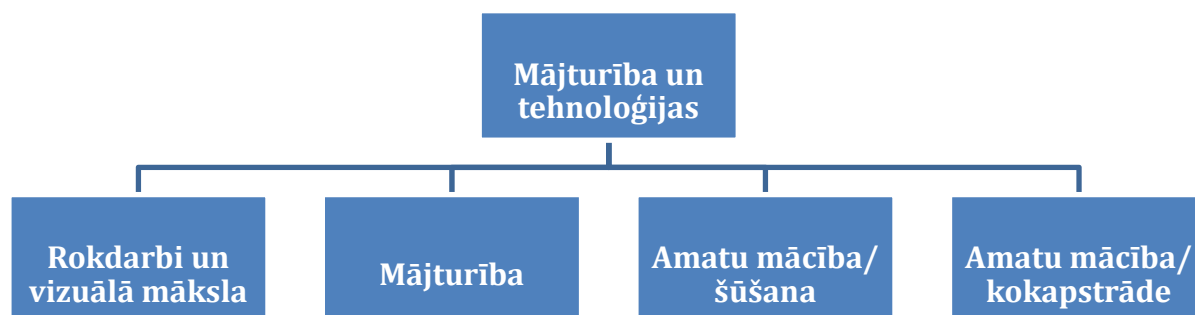 Mājturība un
tehnoloģijas
Rokdarbi un
vizuālā māksla
Mājturība
Amatu mācība/
šūšana
Amatu mācība/
kokapstrāde